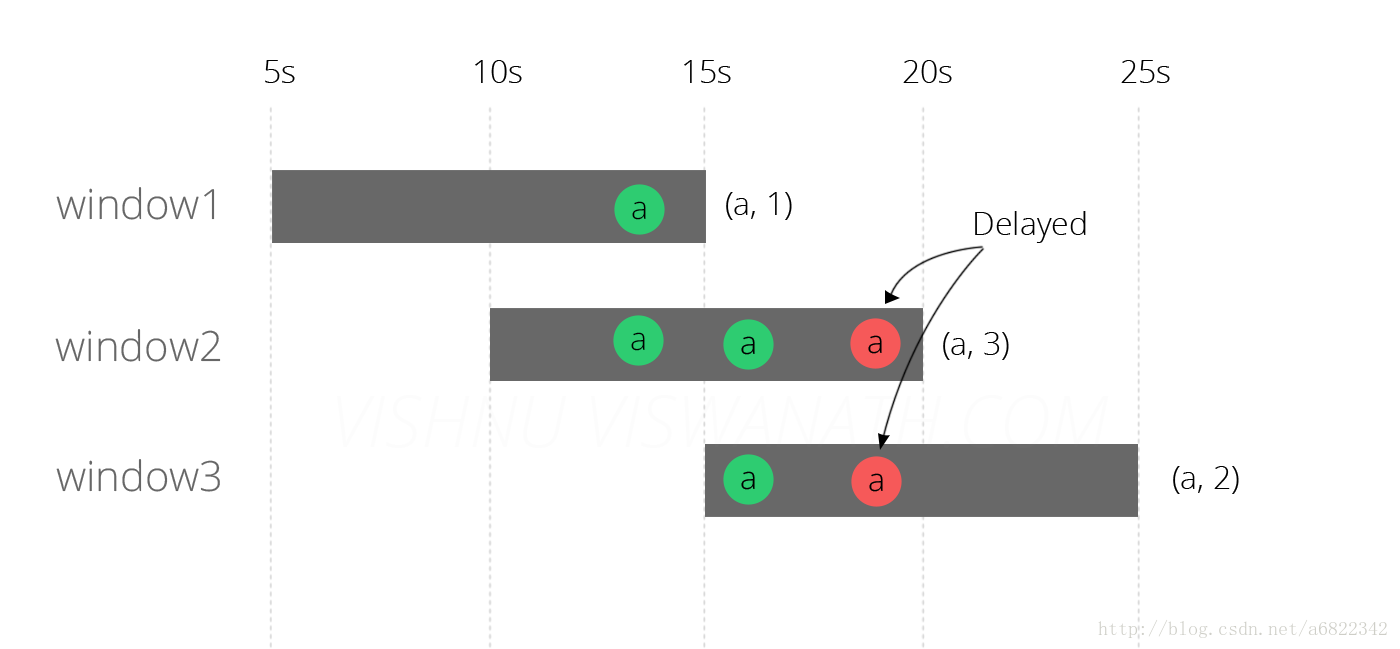 5s 10s 15s 20s 25s
window1 a (a, 1)
Delayed
window2 a a a (a, 3)
VISHNU VISWANATH.COM
window3 a a (a, 2)
http://blog.csdn.net/a6822342